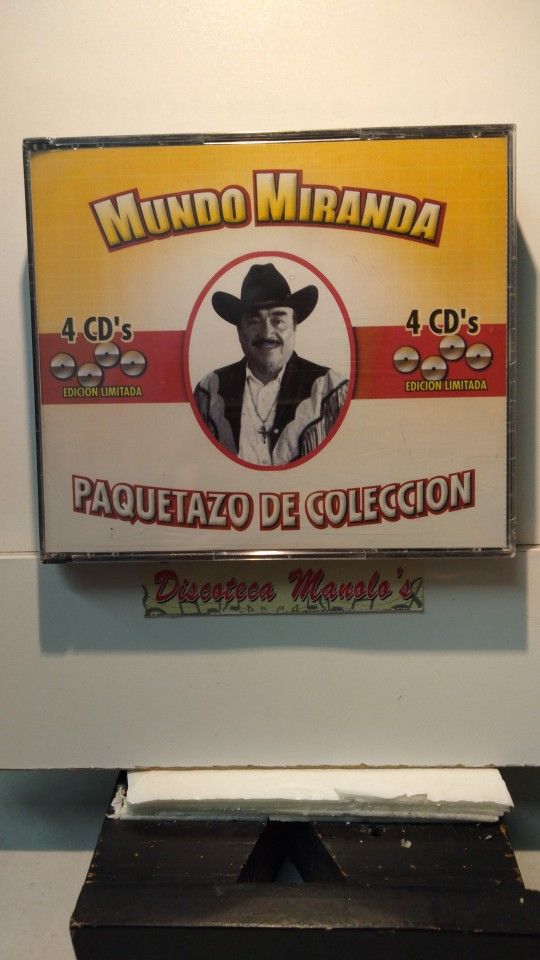 MUNDO MIRANDA
4 CD's
EDICION LIMITADA
4 CD's
EDICION LIMITADA
PAQUETAZO DE COLECCION
Discoteca Manolo's